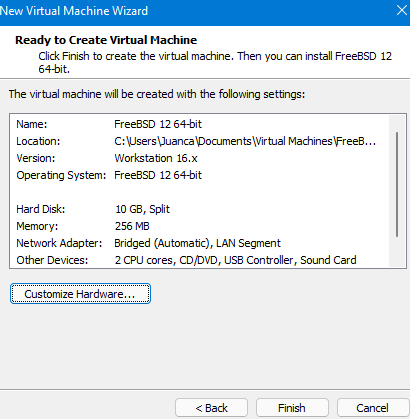 New Virtual Machine Wizard
Ready to Create Virtual Machine
Click Finish to create the virtual machine. Then you can install FreeBSD 12
64-bit.
The virtual machine will be created with the following settings:
Name: FreeBSD 12 64-bit
Location: C:\Users\Juanca\Documents\Virtual Machines\FreeB...
Version: Workstation 16.x
Operating System: FreeBSD 12 64-bit
Hard Disk: 10 GB, Split
Memory: 256 MB
Network Adapter: Bridged (Automatic), LAN Segment
Other Devices: 2 CPU cores, CD/DVD, USB Controller, Sound Card
Customize Hardware...
< Back Finish Cancel